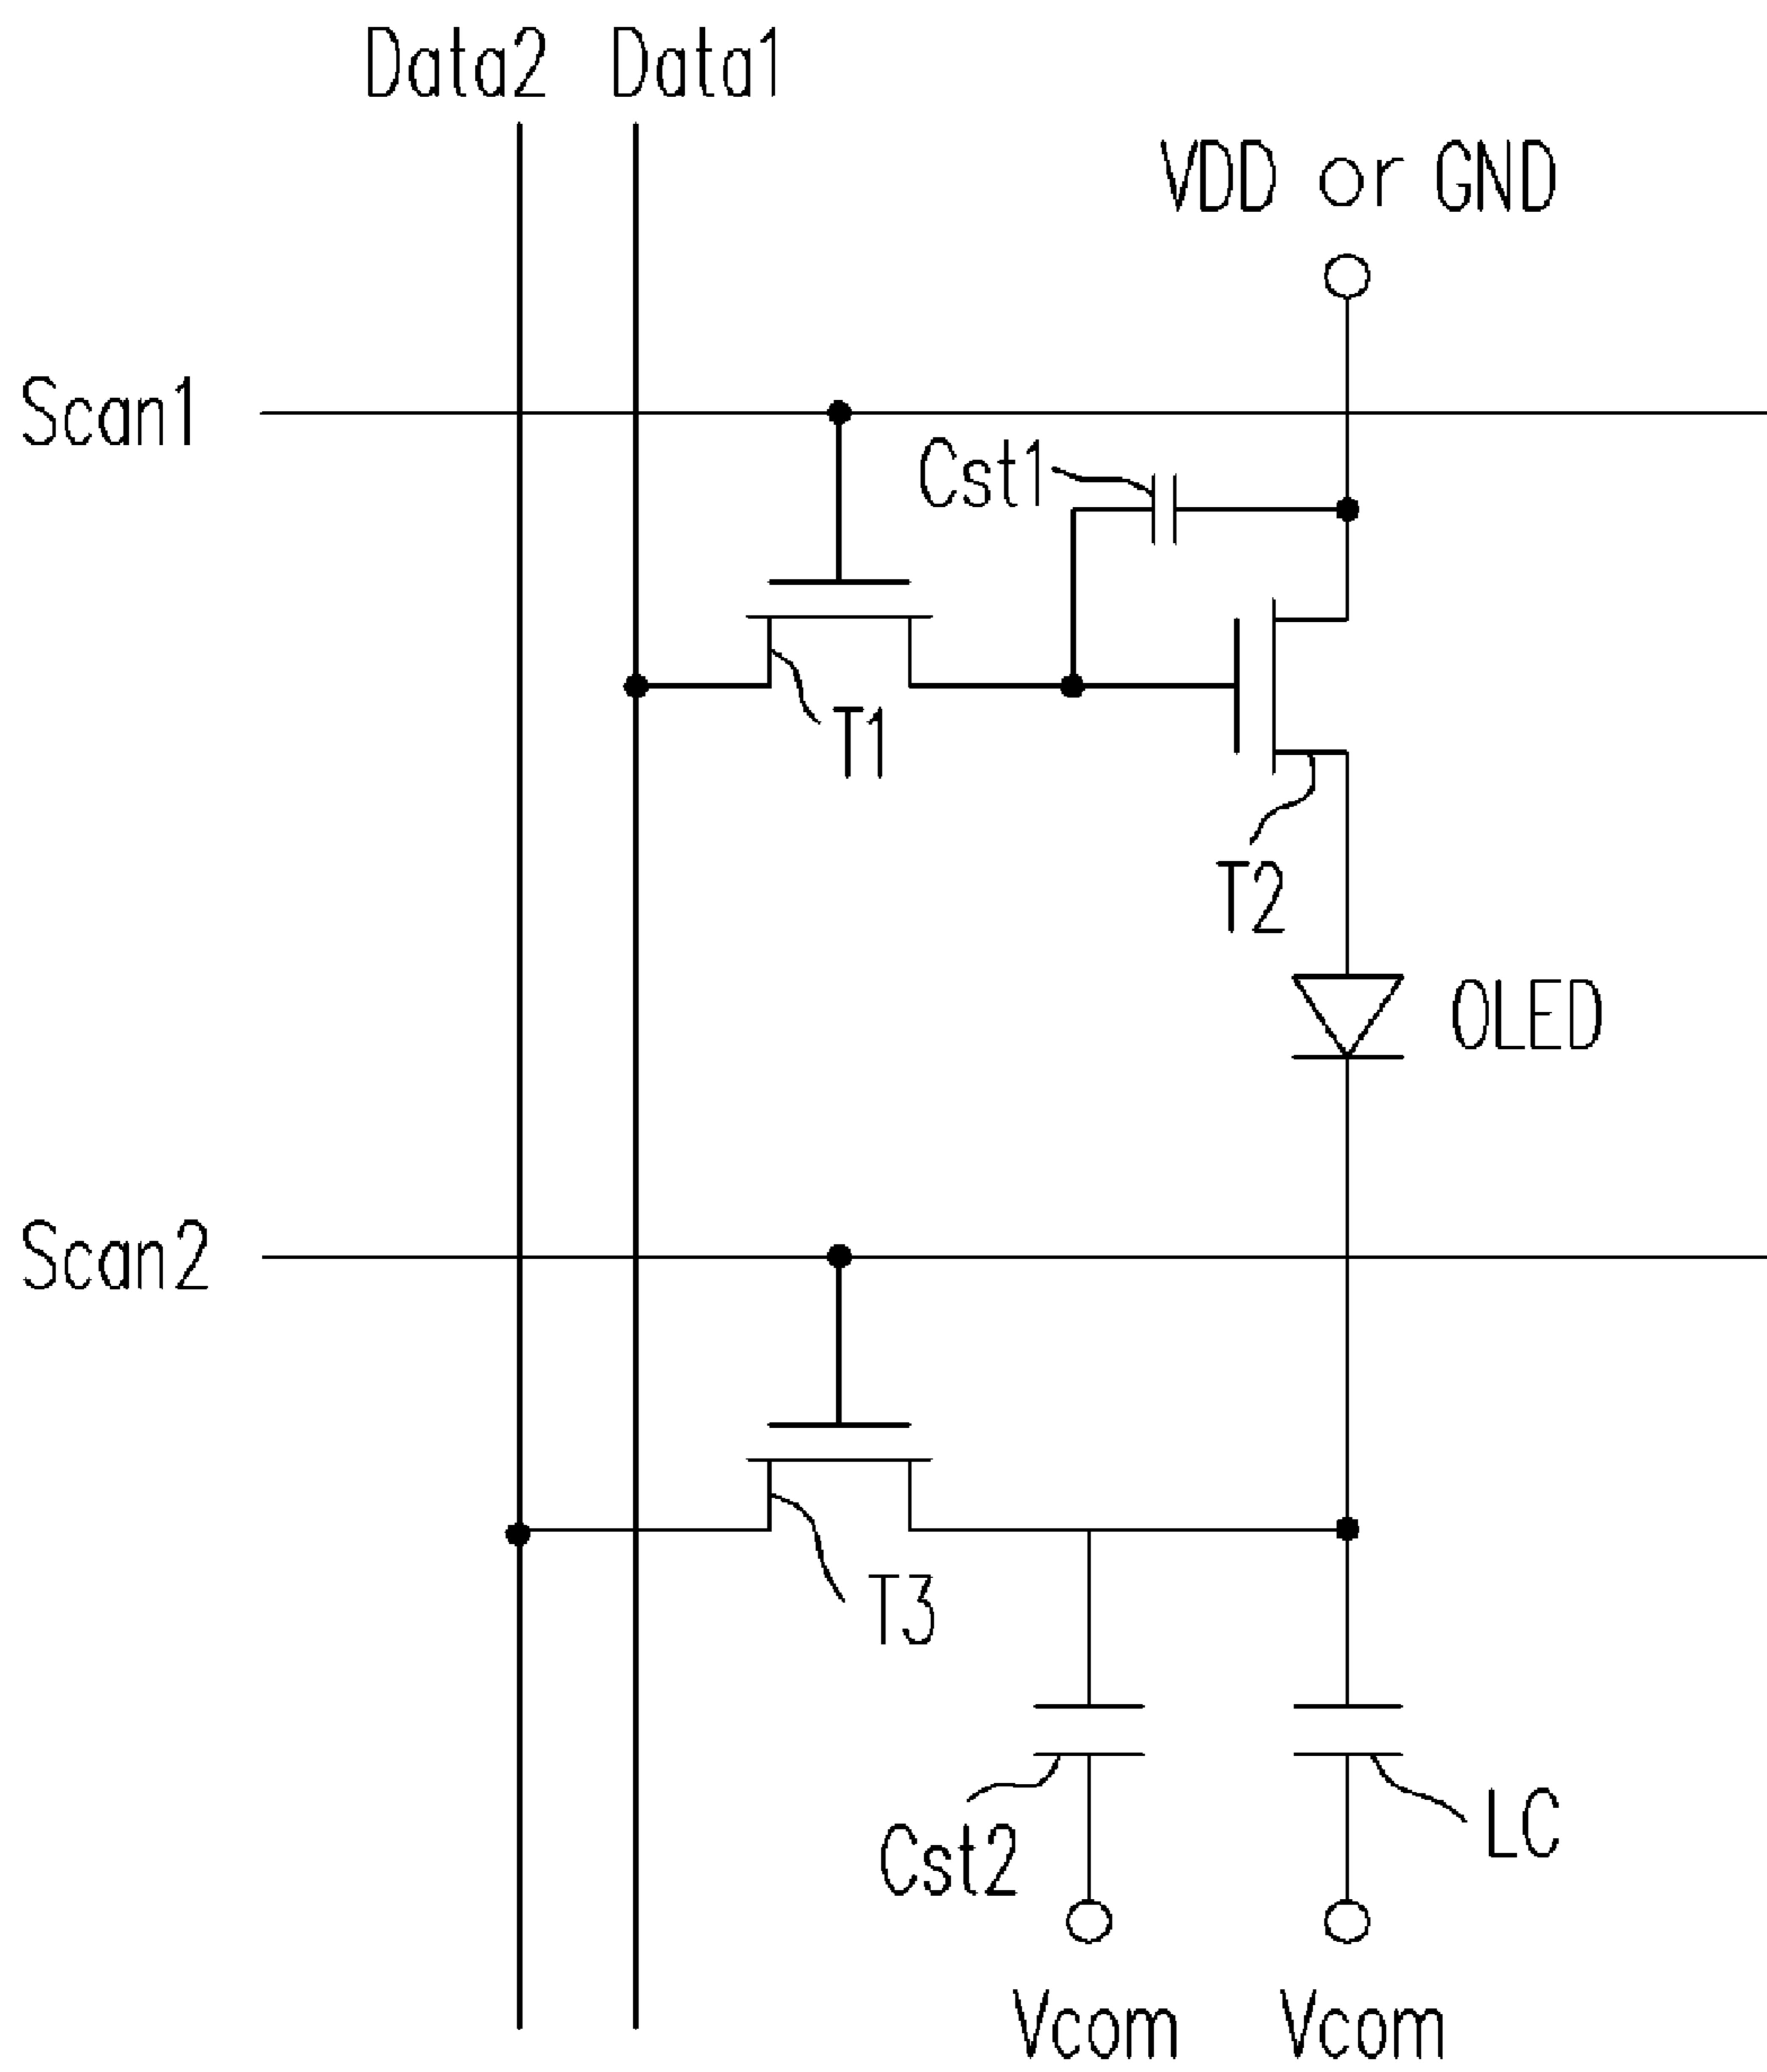 Data2 Data1
VDD or GND
Scan1
Cst1
T1
T2
OLED
Scan2
T3
LC
Cst2
Vcom Vcom